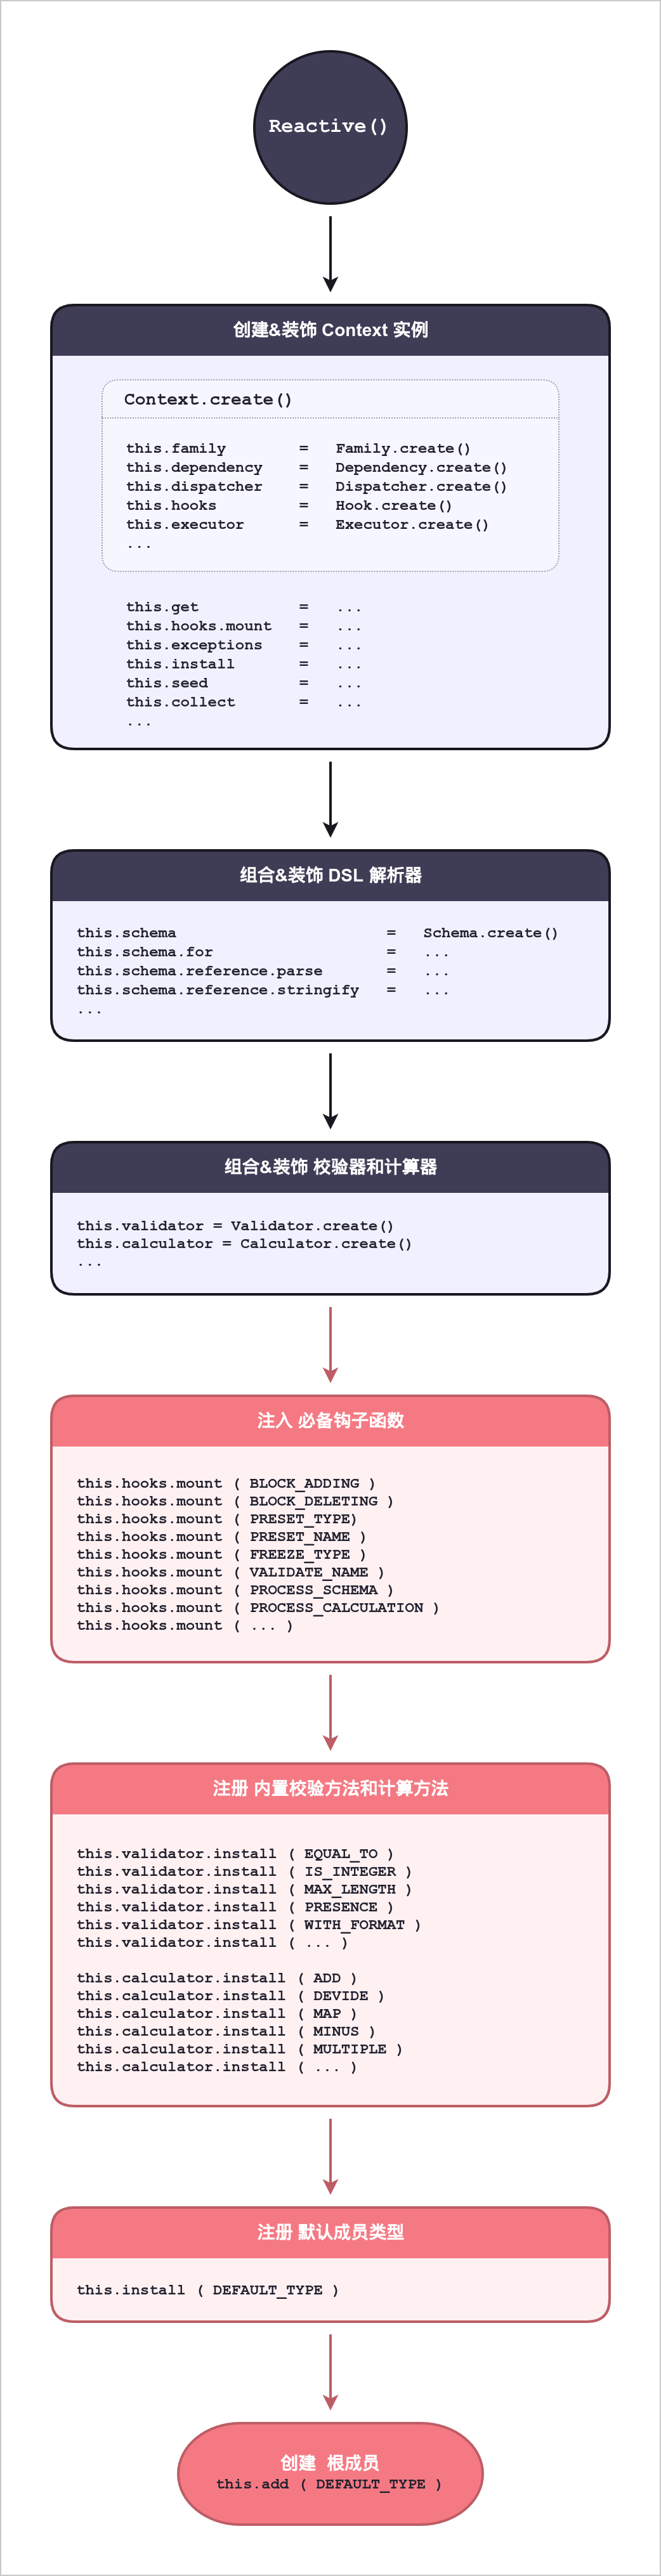 Reactive()
创建&装饰 Context 实例
Context.create()
this.family = Family.create()
this.dependency = Dependency.create()
this.dispatcher = Dispatcher.create()
this.hooks = Hook.create()
this.executor = Executor.create()
...
this.get = ...
this.hooks.mount = ...
this.exceptions = ...
this.install = ...
this.seed = ...
this.collect = ...
...
组合&装饰 DSL 解析器
this.schema = Schema.create()
this.schema.for = ...
this.schema.reference.parse = ...
this.schema.reference.stringify = ...
...
组合&装饰 校验器和计算器
this.validator = Validator.create()
this.calculator = Calculator.create()
...
注入 必备钩子函数
this.hooks.mount ( BLOCK_ADDING )
this.hooks.mount ( BLOCK_DELETING )
this.hooks.mount ( PRESET_TYPE)
this.hooks.mount ( PRESET_NAME )
this.hooks.mount ( FREEZE_TYPE )
this.hooks.mount ( VALIDATE_NAME )
this.hooks.mount ( PROCESS_SCHEMA )
this.hooks.mount ( PROCESS_CALCULATION )
this.hooks.mount ( ... )
注册 内置校验方法和计算方法
this.validator.install ( EQUAL_TO )
this.validator.install ( IS_INTEGER )
this.validator.install ( MAX_LENGTH )
this.validator.install ( PRESENCE )
this.validator.install ( WITH_FORMAT )
this.validator.install ( ... )
this.calculator.install ( ADD )
this.calculator.install ( DEVIDE )
this.calculator.install ( MAP )
this.calculator.install ( MINUS )
this.calculator.install ( MULTIPLE )
this.calculator.install ( ... )
注册 默认成员类型
this.install ( DEFAULT_TYPE )
创建 根成员
this.add ( DEFAULT_TYPE )